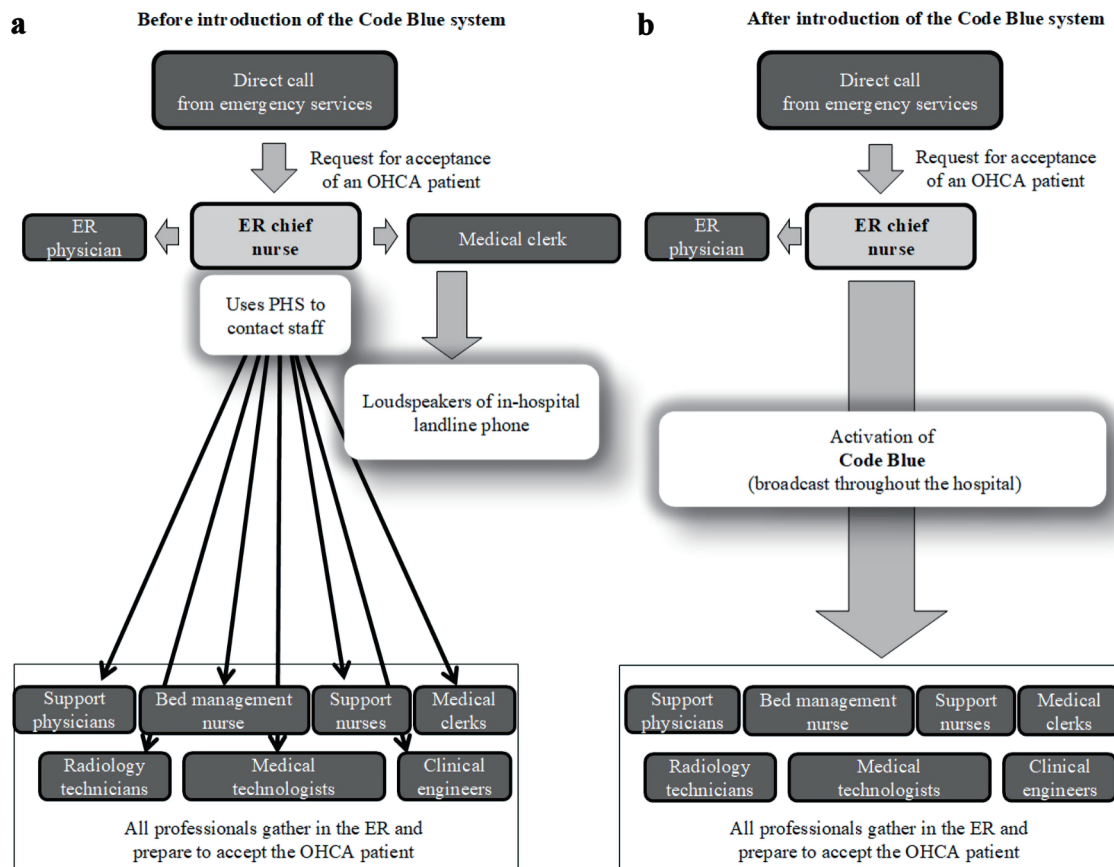 a
Before introduction of the Code Blue system
Direct call
from emergency services
Request for acceptance
of an OHCA patient
ER
physician
ER chief
nurse
Medical clerk
Uses PHS to
contact staff
Loudspeakers of in-hospital
landline phone
Support
physicians
Bed management
nurse
Support
nurses
Medical
clerks
Radiology
technicians
Medical
technologists
Clinical
engineers
All professionals gather in the ER and
prepare to accept the OHCA patient
b
After introduction of the Code Blue system
Direct call
from emergency services
Request for acceptance
of an OHCA patient
ER
physician
ER chief
nurse
Activation of
Code Blue
(broadcast throughout the hospital)
Support
physicians
Bed management
nurse
Support
nurses
Medical
clerks
Radiology
technicians
Medical
technologists
Clinical
engineers
All professionals gather in the ER and
prepare to accept the OHCA patient